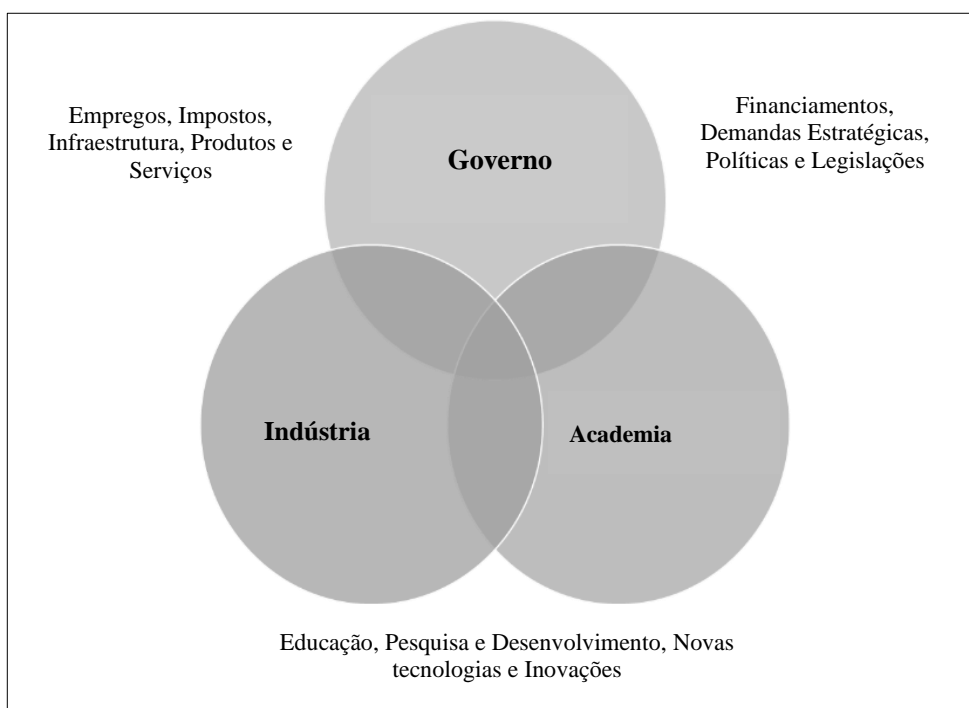 Empregos, Impostos,
Infraestrutura, Produtos e
Serviços
Financiamentos,
Demandas Estratégicas,
Políticas e Legislações
Governo
Indústria
Academia
Educação, Pesquisa e Desenvolvimento, Novas
tecnologias e Inovações